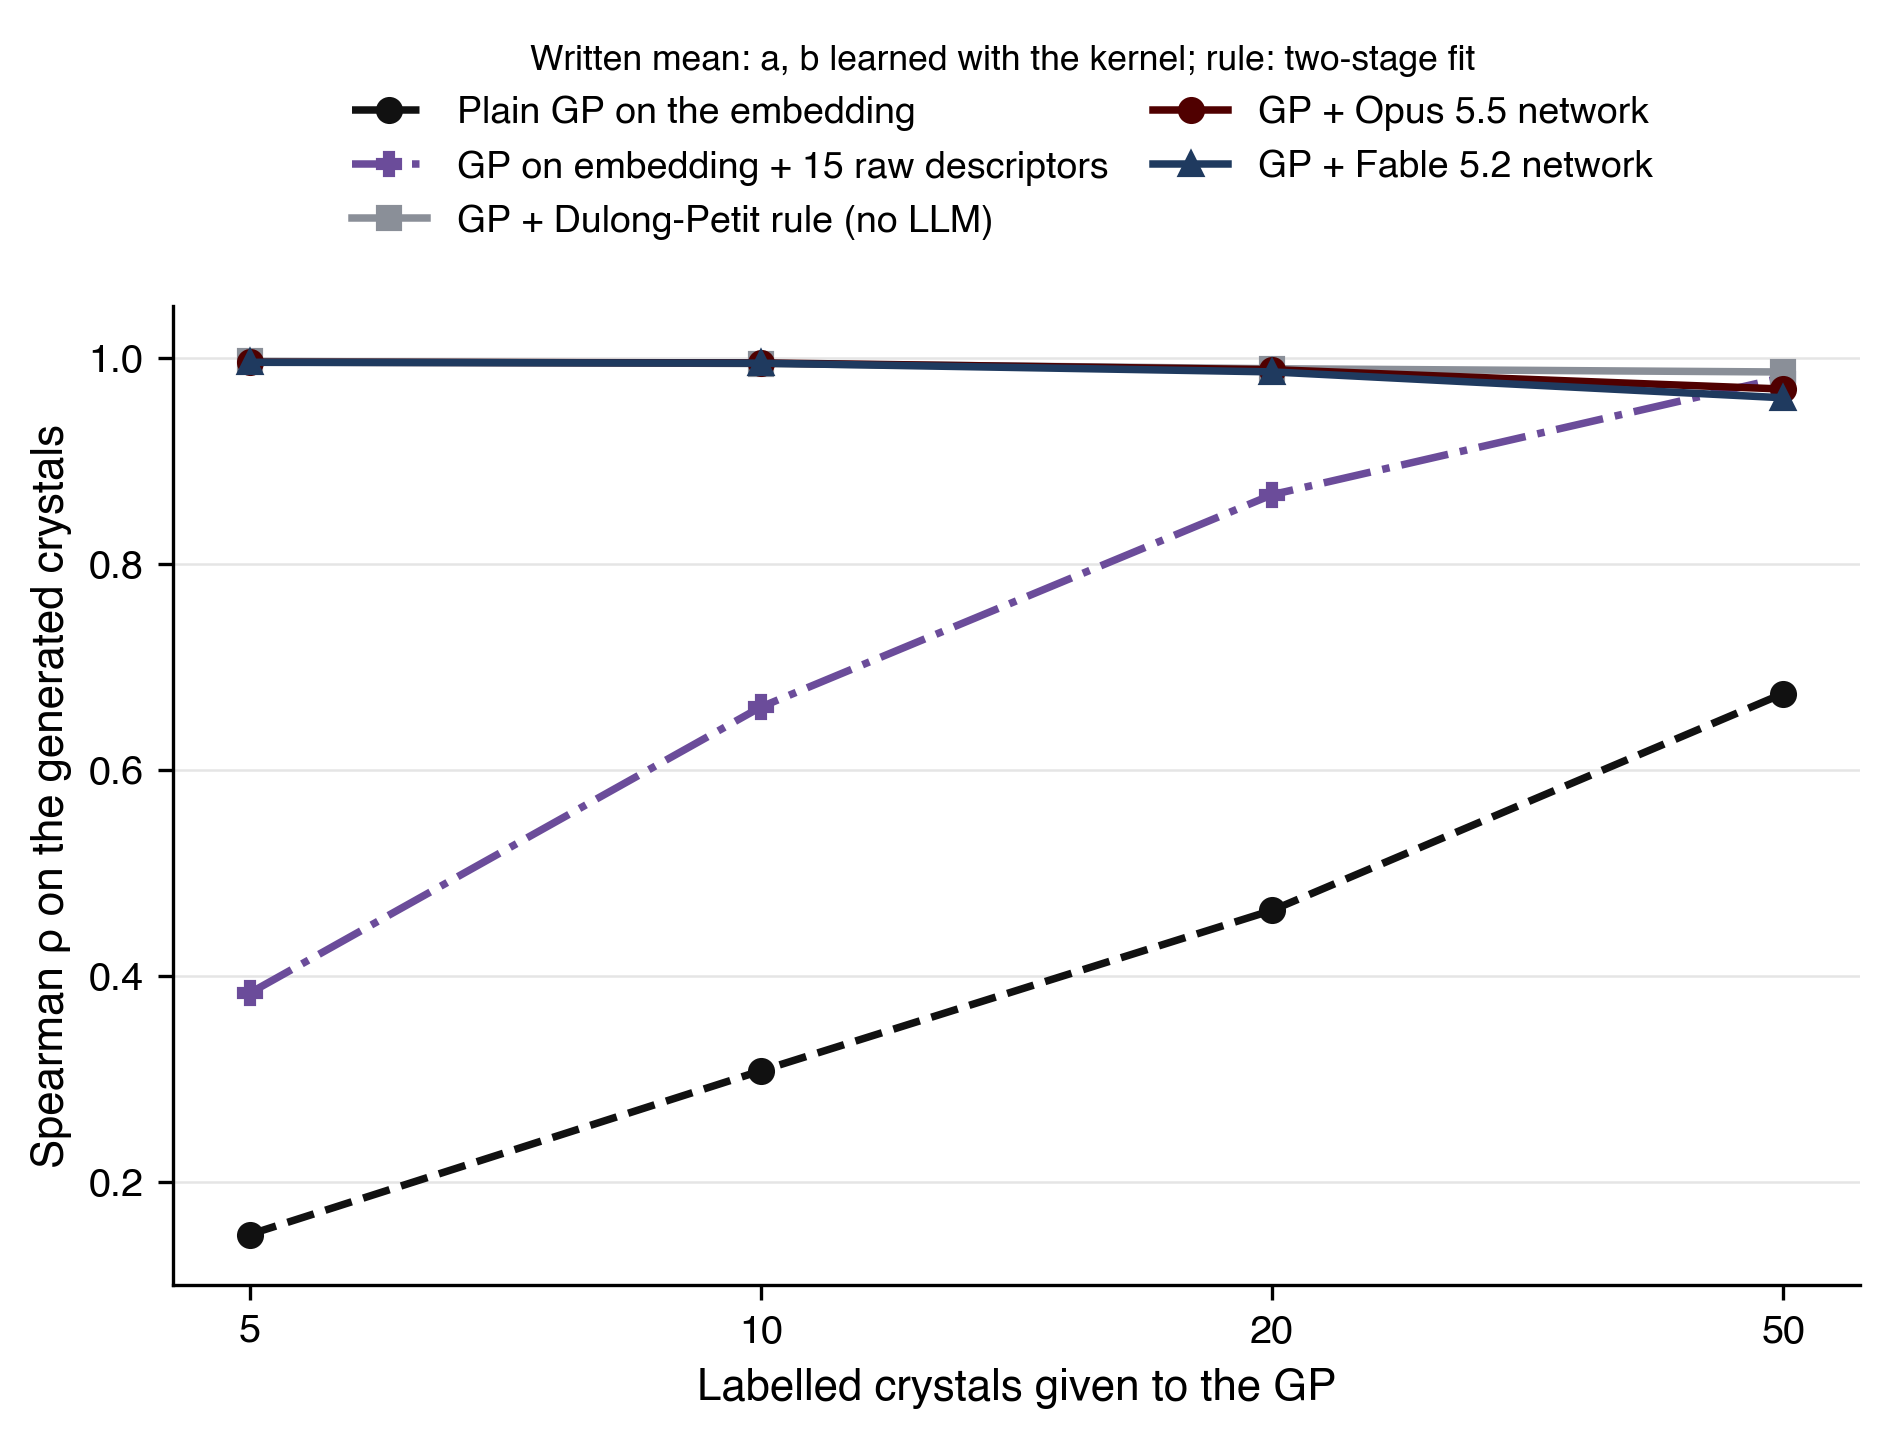 Written mean: a, b learned with the kernel; rule: two-stage fit
Plain GP on the embedding
GP on embedding + 15 raw descriptors
GP + Dulong-Petit rule (no LLM)
GP + Opus 5.5 network
GP + Fable 5.2 network
Spearman ρ on the generated crystals
1.0
0.8
0.6
0.4
0.2
5 10 20 50
Labelled crystals given to the GP